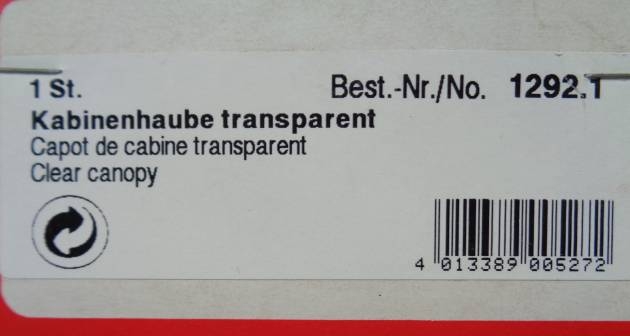 1 St. Best.-Nr./No. 1292.1
Kabinenhaube transparent
Capot de cabine transparent
Clear canopy
4 013389 005272